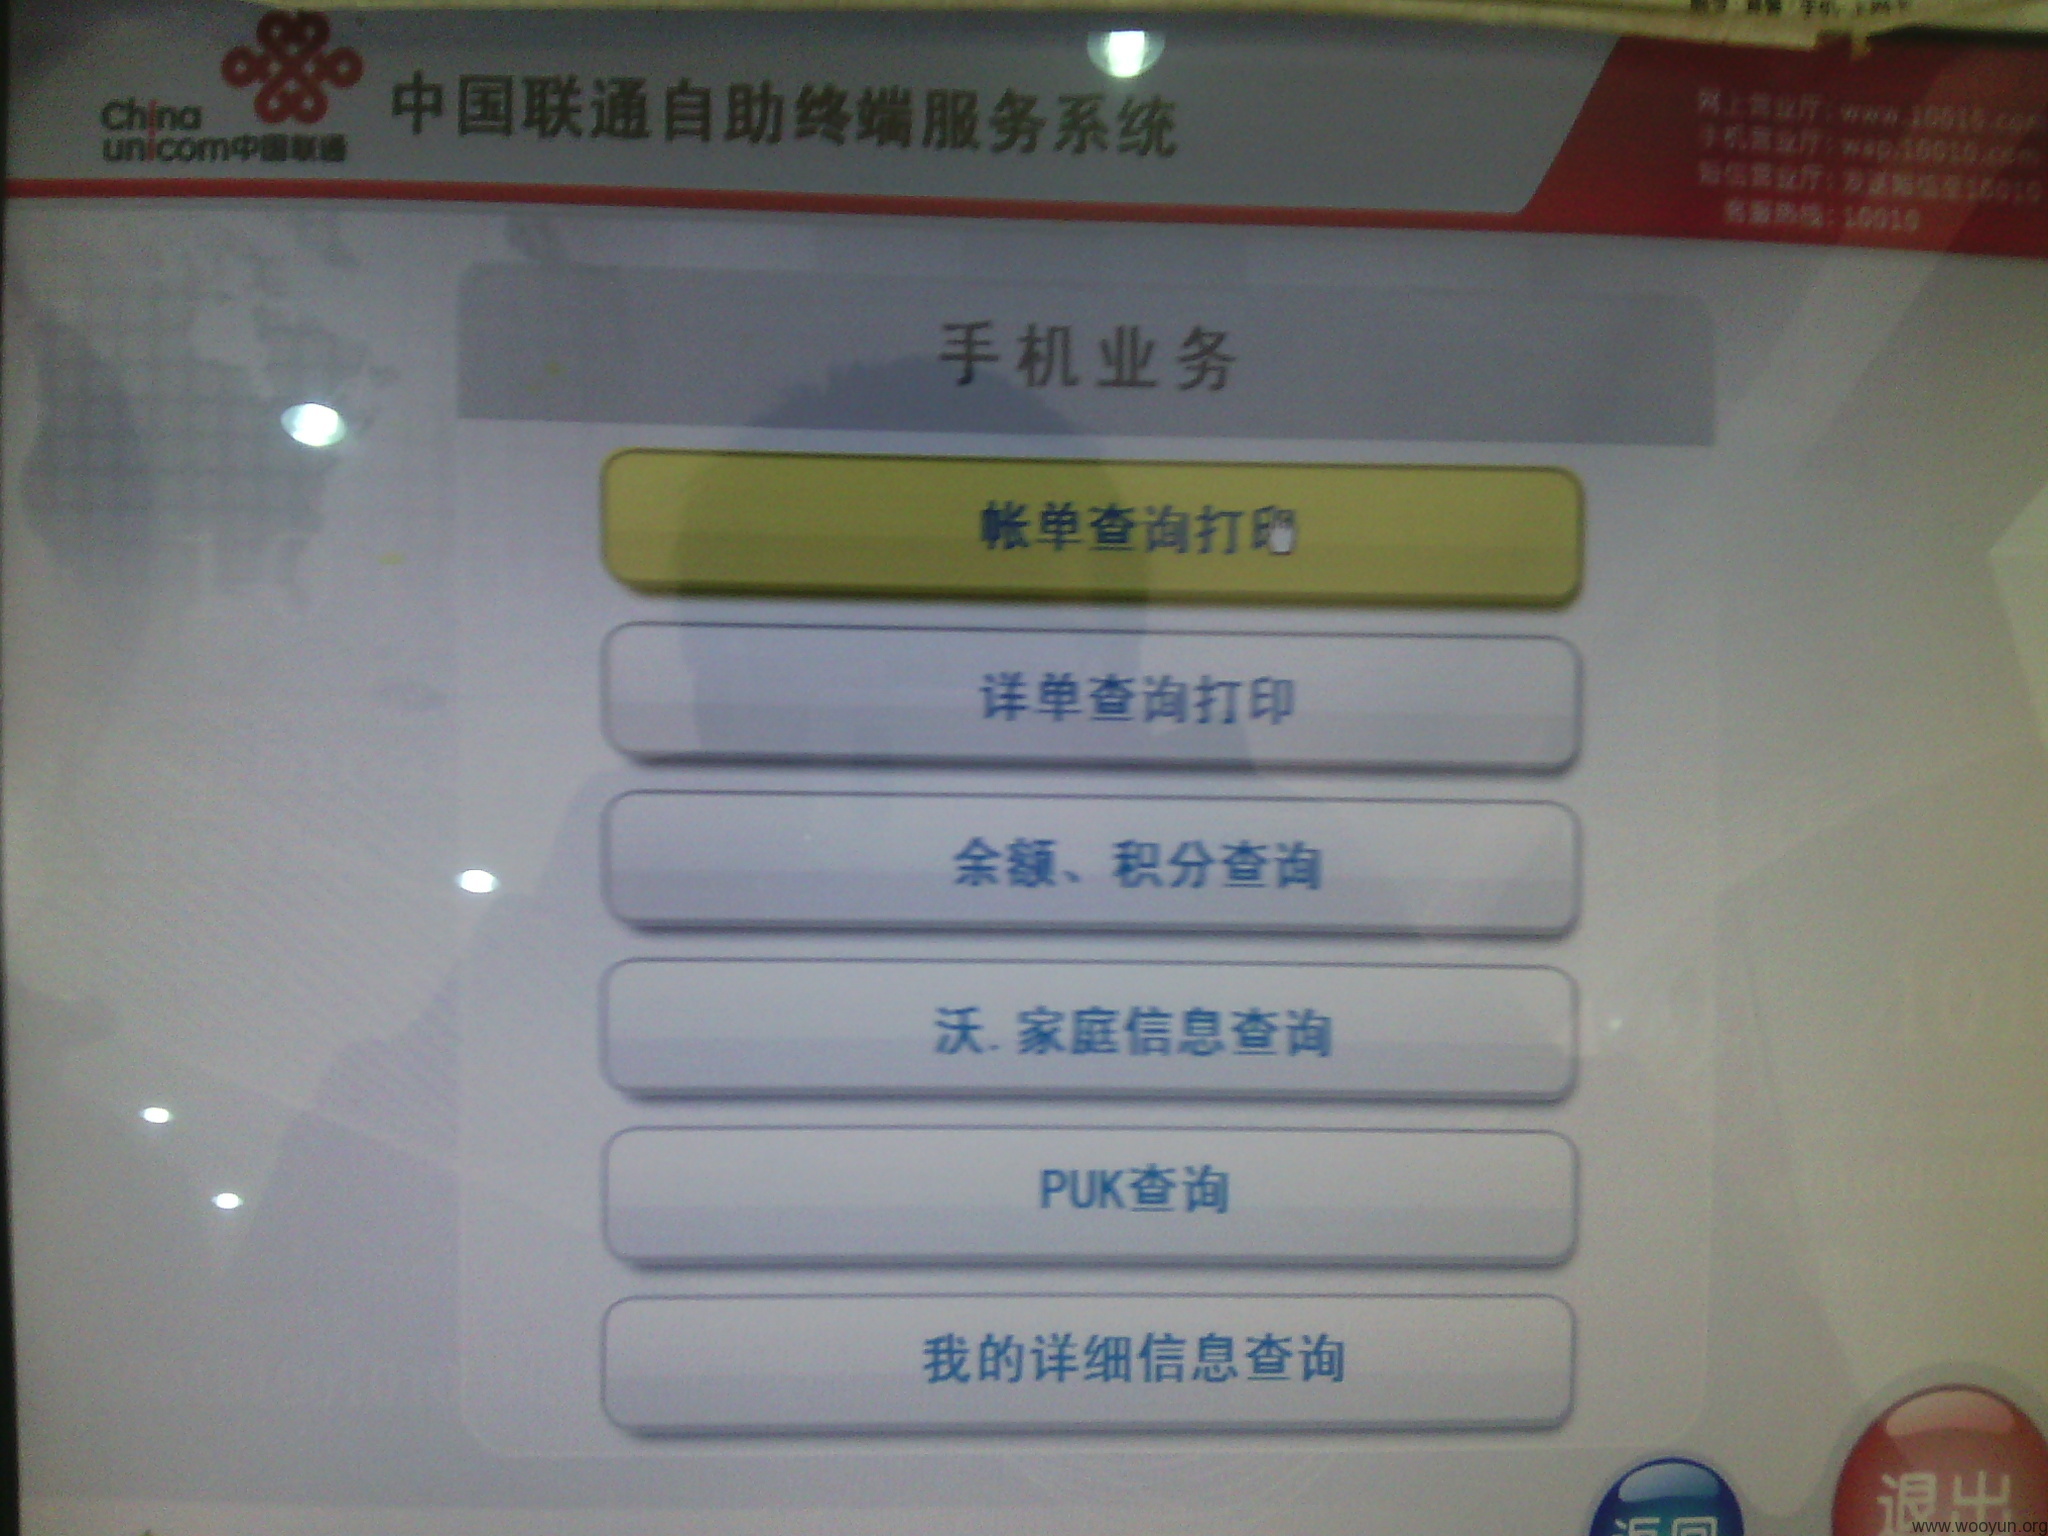 China
unicom中国联通
中国联通自助终端服务系统
网上营业厅: www.10010.com
手机营业厅: wap.10010.com
短信营业厅: 发送短信至10010
客服热线: 10010
手机业务
帐单查询打印
详单查询打印
余额、积分查询
沃.家庭信息查询
PUK查询
我的详细信息查询
返回
退出
www.wooyun.org